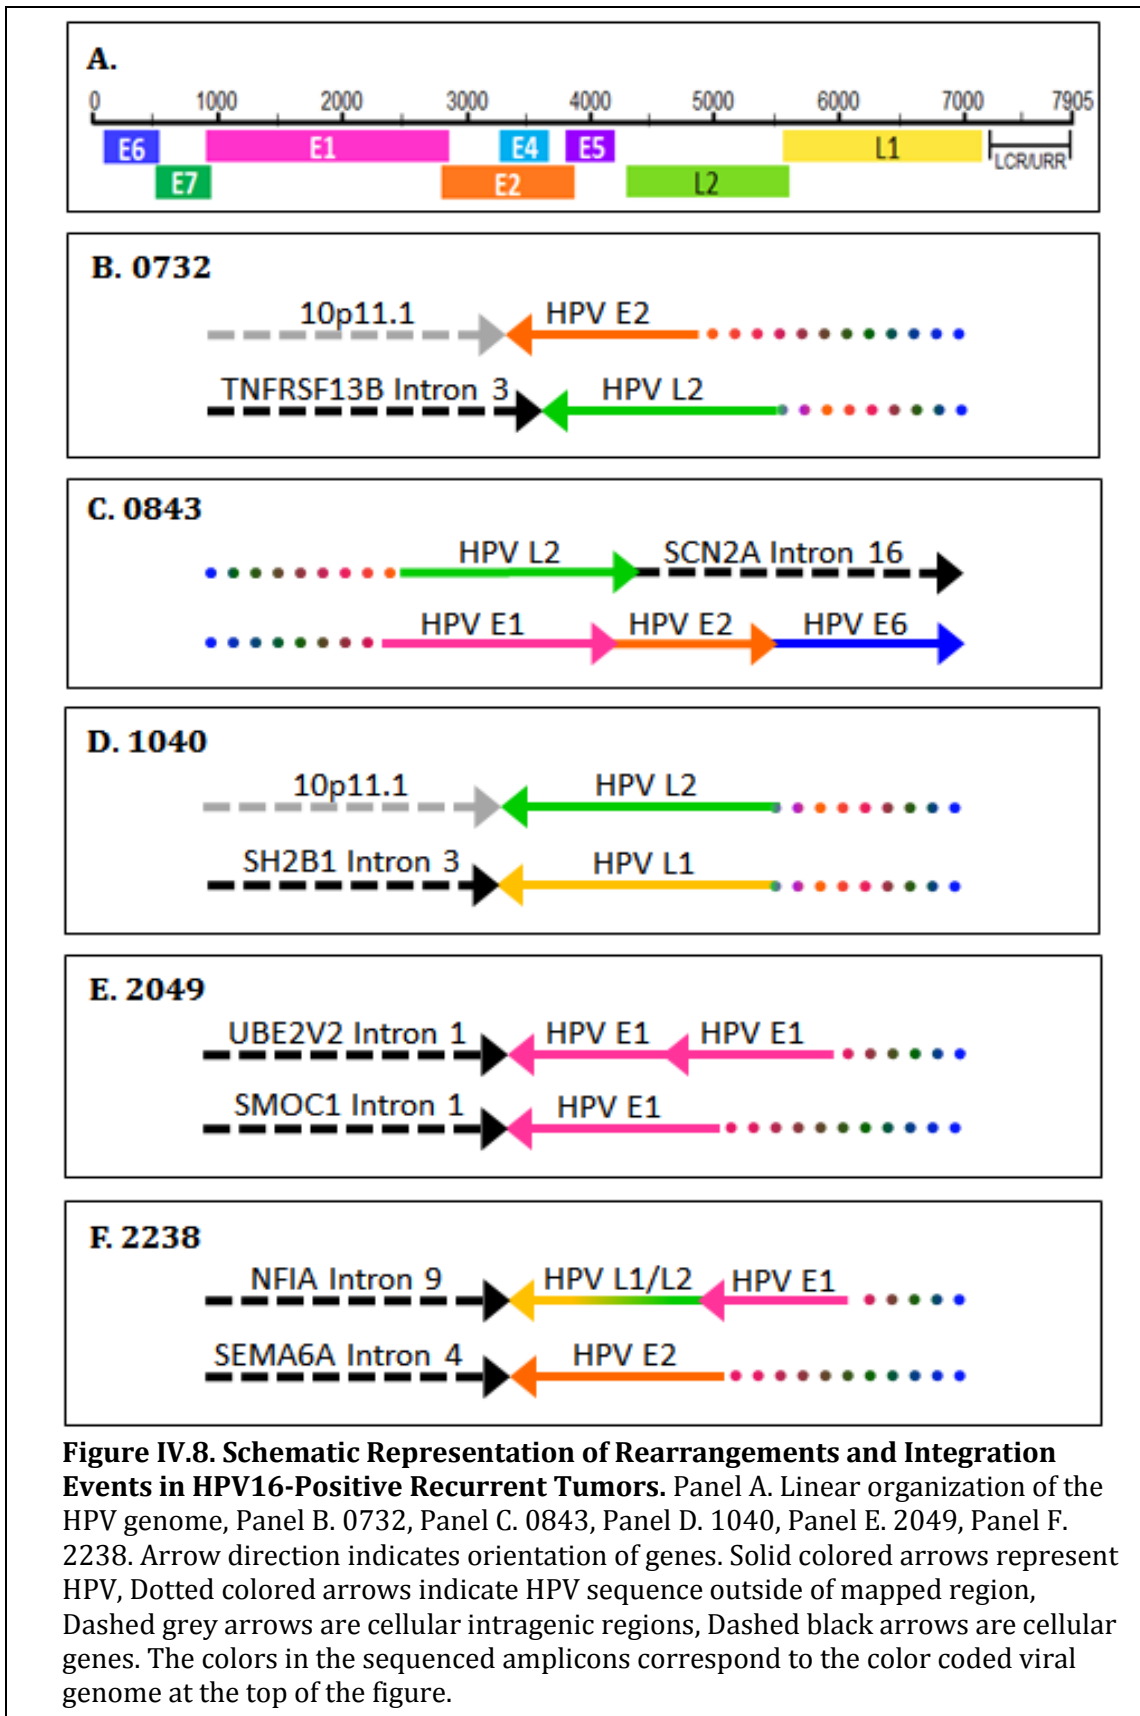 A.
0 1000 2000 3000 4000 5000 6000 7000 7905
E6 E1 E4 E5 L1 LCR/URR
E7 E2 L2
B. 0732
10p11.1 HPV E2
TNFRSF13B Intron 3 HPV L2
C. 0843
HPV L2 SCN2A Intron 16
HPV E1 HPV E2 HPV E6
D. 1040
10p11.1 HPV L2
SH2B1 Intron 3 HPV L1
E. 2049
UBE2V2 Intron 1 HPV E1 HPV E1
SMOC1 Intron 1 HPV E1
F. 2238
NFIA Intron 9 HPV L1/L2 HPV E1
SEMA6A Intron 4 HPV E2
Figure IV.8. Schematic Representation of Rearrangements and Integration
Events in HPV16-Positive Recurrent Tumors. Panel A. Linear organization of the
HPV genome, Panel B. 0732, Panel C. 0843, Panel D. 1040, Panel E. 2049, Panel F.
2238. Arrow direction indicates orientation of genes. Solid colored arrows represent
HPV, Dotted colored arrows indicate HPV sequence outside of mapped region,
Dashed grey arrows are cellular intragenic regions, Dashed black arrows are cellular
genes. The colors in the sequenced amplicons correspond to the color coded viral
genome at the top of the figure.